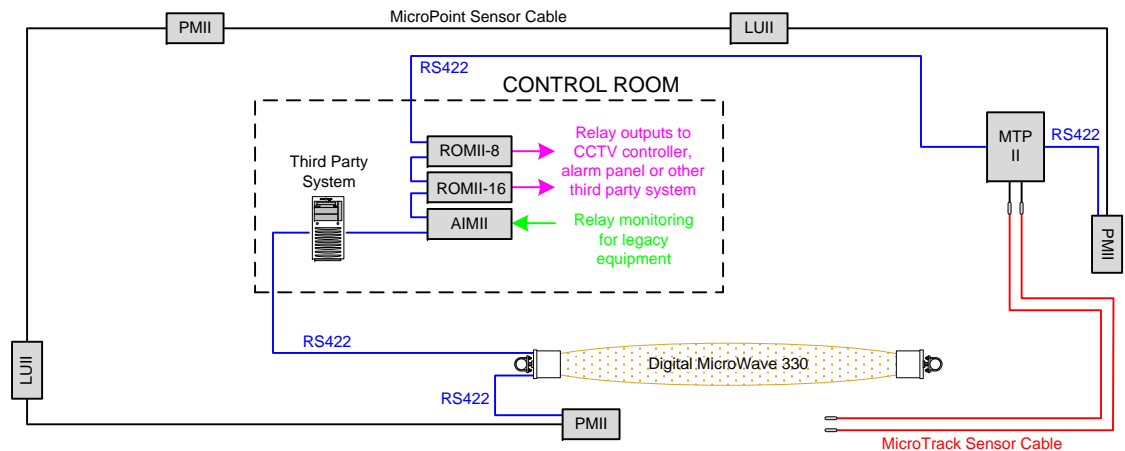 MicroPoint Sensor Cable
PMII
LUII
RS422
CONTROL ROOM
ROMII-8
Relay outputs to
CCTV controller,
alarm panel or other
third party system
MTP
II
RS422
Third Party
System
ROMII-16
AIMII
Relay monitoring
for legacy
equipment
PMII
RS422
LUII
Digital MicroWave 330
RS422
PMII
MicroTrack Sensor Cable